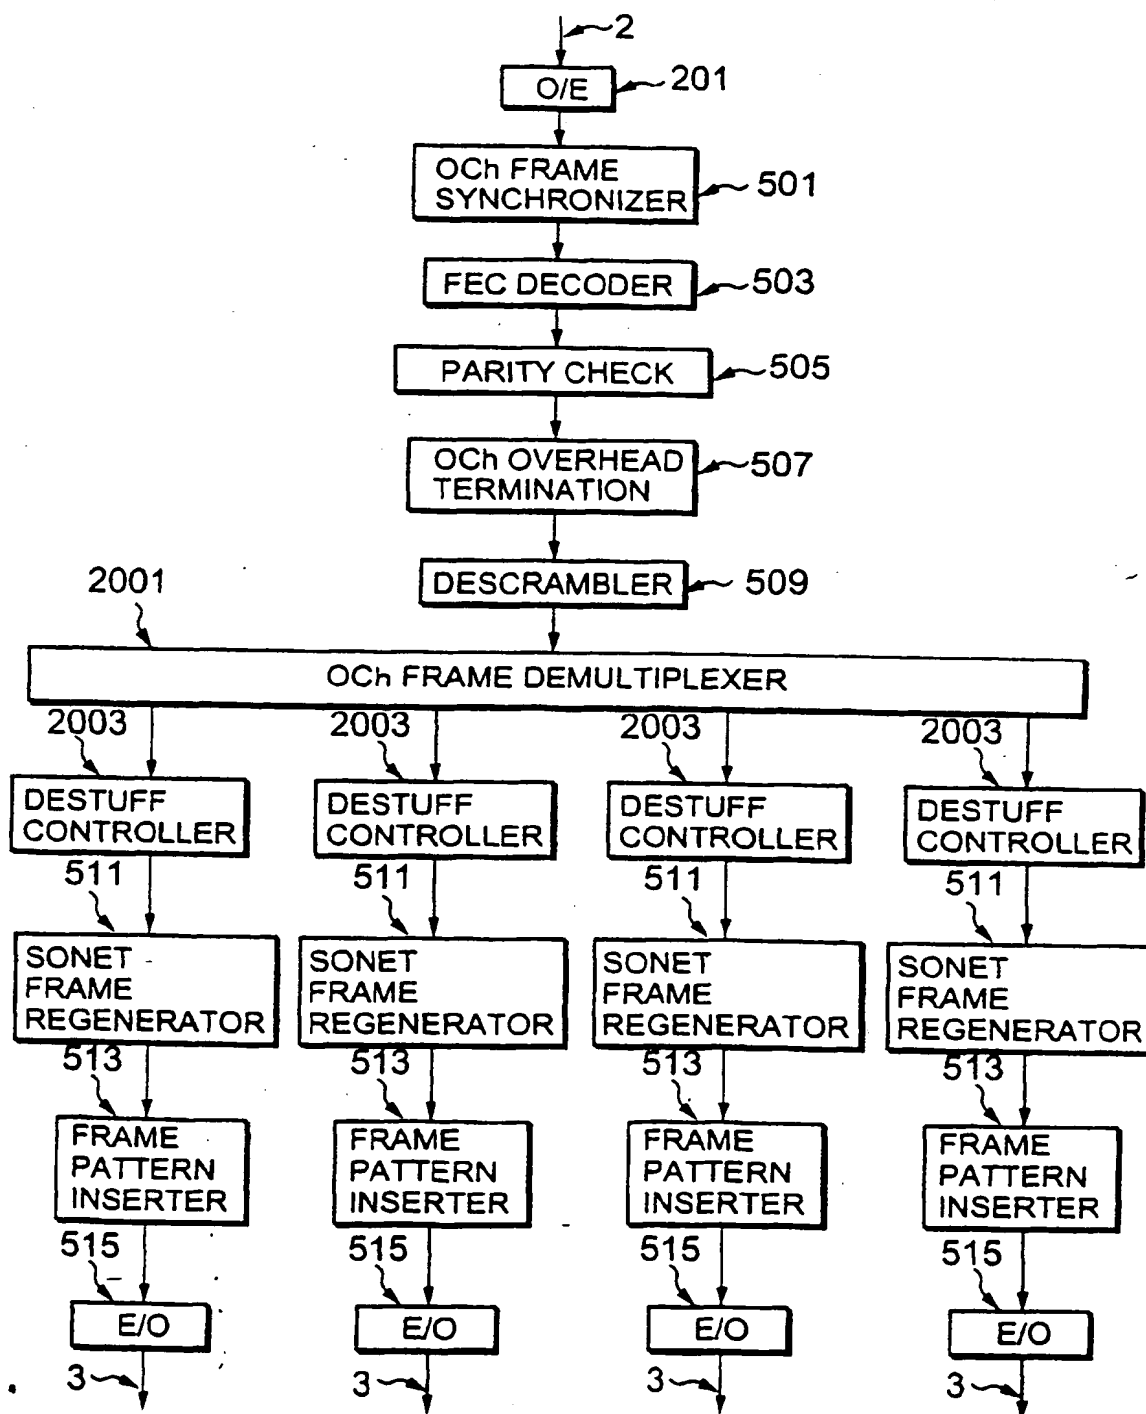 2
O/E
201
OCh FRAME
SYNCHRONIZER
501
FEC DECODER
503
PARITY CHECK
505
OCh OVERHEAD
TERMINATION
507
DESCRAMBLER
509
2001
OCh FRAME DEMULTIPLEXER
2003
2003
2003
2003
DESTUFF
CONTROLLER
DESTUFF
CONTROLLER
DESTUFF
CONTROLLER
DESTUFF
CONTROLLER
511
511
511
511
SONET
FRAME
REGENERATOR
SONET
FRAME
REGENERATOR
SONET
FRAME
REGENERATOR
SONET
FRAME
REGENERATOR
513
513
513
513
FRAME
PATTERN
INSERTER
FRAME
PATTERN
INSERTER
FRAME
PATTERN
INSERTER
FRAME
PATTERN
INSERTER
515
515
515
515
E/O
E/O
E/O
E/O
3
3
3
3